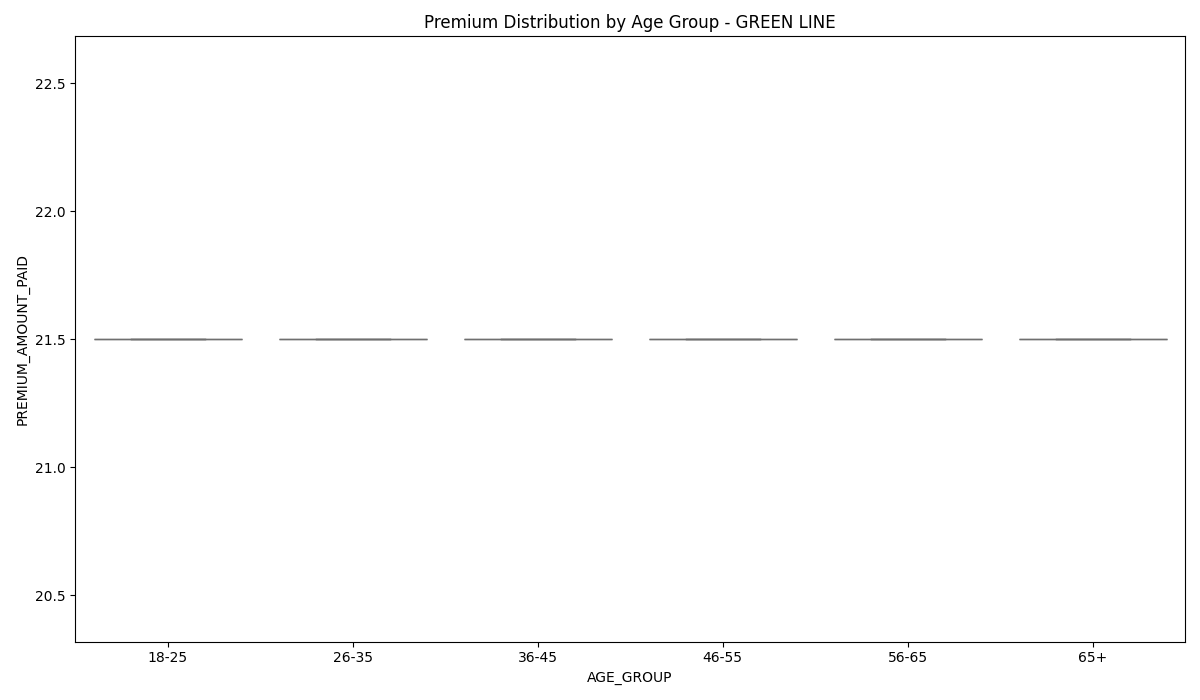 Premium Distribution by Age Group - GREEN LINE
PREMIUM_AMOUNT_PAID
22.5
22.0
21.5
21.0
20.5
18-25 26-35 36-45 46-55 56-65 65+
AGE_GROUP